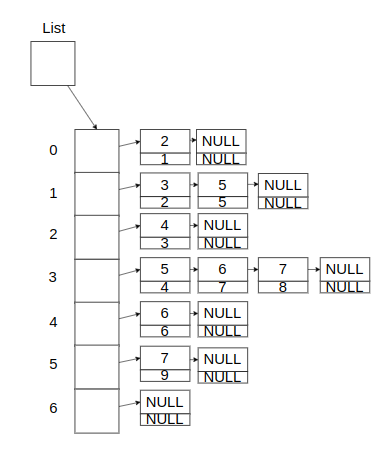 List
0 2 NULL
1 NULL
1 3 5 NULL
2 5 NULL
2 4 NULL
3 NULL
3 5 6 7 NULL
4 7 8 NULL
4 6 NULL
6 NULL
5 7 NULL
9 NULL
6 NULL
NULL